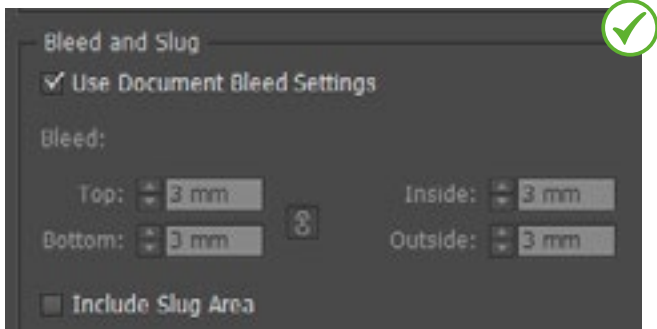 Bleed and Slug
Use Document Bleed Settings
Bleed:
Top: 3 mm Inside: 3 mm
Bottom: 3 mm Outside: 3 mm
Include Slug Area